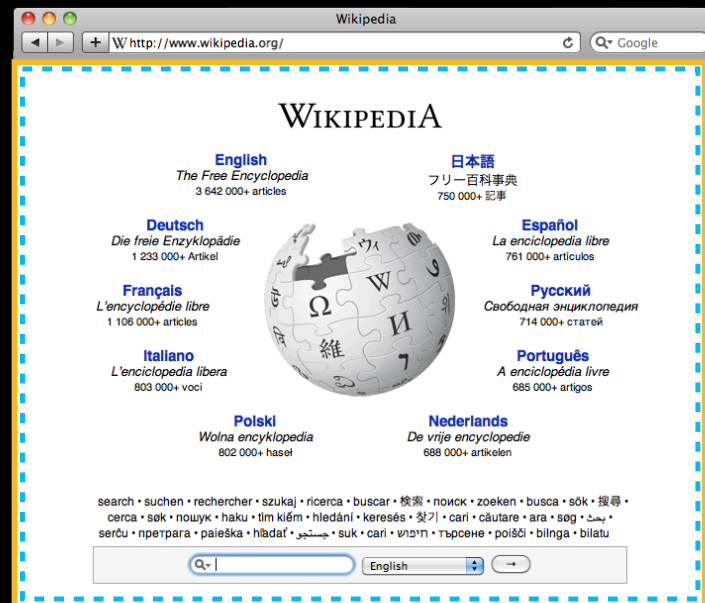 Wikipedia
W http://www.wikipedia.org/
Google
WIKIPEDIA
English
The Free Encyclopedia
3 642 000+ articles
日本語
フリー百科事典
750 000+ 記事
Deutsch
Die freie Enzyklopädie
1 233 000+ Artikel
Español
La enciclopedia libre
761 000+ artículos
Français
L'encyclopédie libre
1 106 000+ articles
Русский
Свободная энциклопедия
714 000+ статей
Italiano
L'enciclopedia libera
803 000+ voci
Português
A enciclopédia livre
685 000+ artigos
Polski
Wolna encyklopedia
802 000+ haseł
Nederlands
De vrije encyclopedie
688 000+ artikelen
Ω W И 維 ウィ 7
search • suchen • rechercher • szukaj • ricerca • buscar • 検索 • поиск • zoeken • busca • sök • 搜尋 •
cerca • søk • пошук • haku • tìm kiếm • hledání • keresés • 찾기 • cari • căutare • ara • søg • بحث •
serĉu • претрага • paieška • hľadať • جستجو • suk • cari • חיפוש • търсене • poišči • bilnga • bilatu
English
→